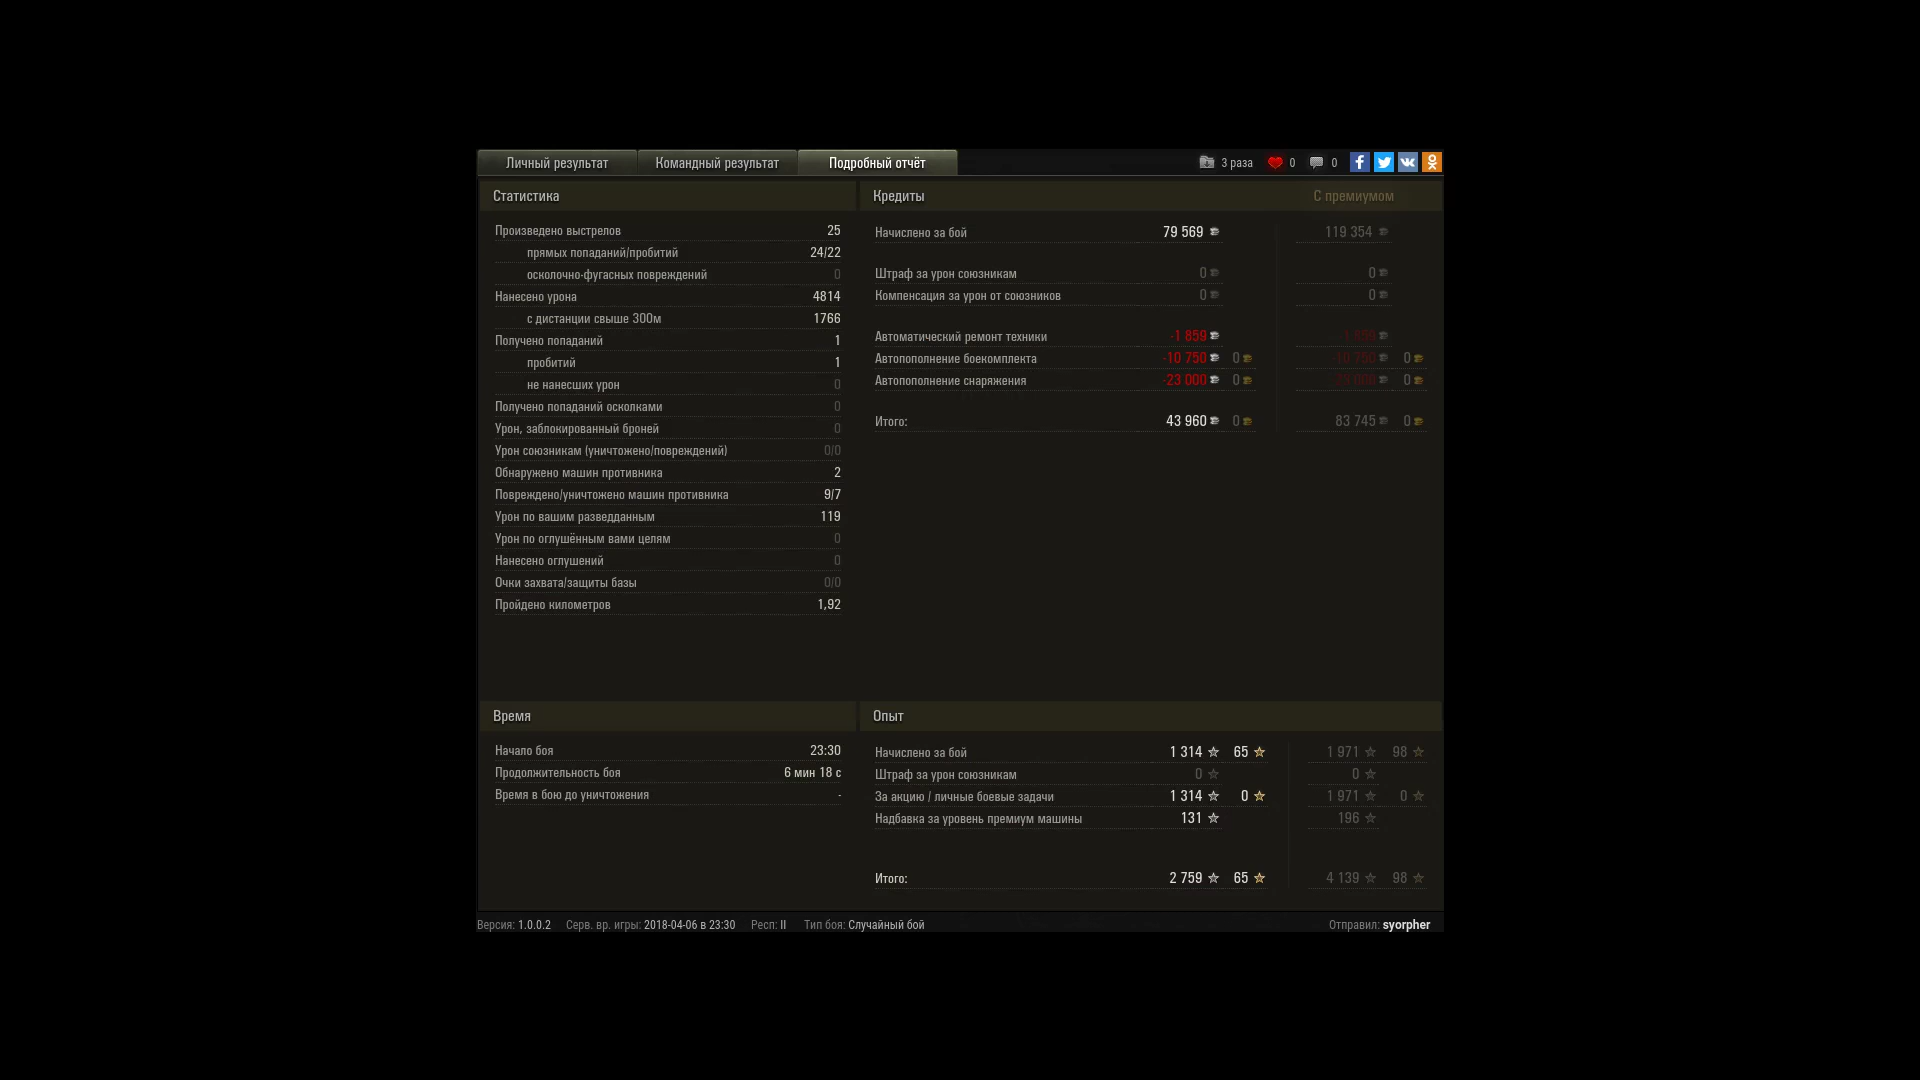 Личный результат Командный результат Подробный отчёт 3 раза 0 0
Статистика
Произведено выстрелов 25
прямых попаданий/пробитий 24/22
осколочно-фугасных повреждений 0
Нанесено урона 4814
с дистанции свыше 300м 1766
Получено попаданий 1
пробитий 1
не нанесших урон 0
Получено попаданий осколками 0
Урон, заблокированный броней 0
Урон союзникам (уничтожено/повреждений) 0/0
Обнаружено машин противника 2
Повреждено/уничтожено машин противника 9/7
Урон по вашим разведданным 119
Урон по оглушённым вами целям 0
Нанесено оглушений 0
Очки захвата/защиты базы 0/0
Пройдено километров 1,92
Кредиты С премиумом
Начислено за бой 79 569 119 354
Штраф за урон союзникам 0 0
Компенсация за урон от союзников 0 0
Автоматический ремонт техники -1 859 -1 859
Автопополнение боекомплекта -10 750 0 -10 750 0
Автопополнение снаряжения -23 000 0 -23 000 0
Итого: 43 960 0 83 745 0
Время
Начало боя 23:30
Продолжительность боя 6 мин 18 с
Время в бою до уничтожения -
Опыт
Начислено за бой 1 314 65 1 971 98
Штраф за урон союзникам 0 0
За акцию / личные боевые задачи 1 314 0 1 971 0
Надбавка за уровень премиум машины 131 196
Итого: 2 759 65 4 139 98
Версия: 1.0.0.2 Серв. вр. игры: 2018-04-06 в 23:30 Респ: II Тип боя: Случайный бой Отправил: syorpher